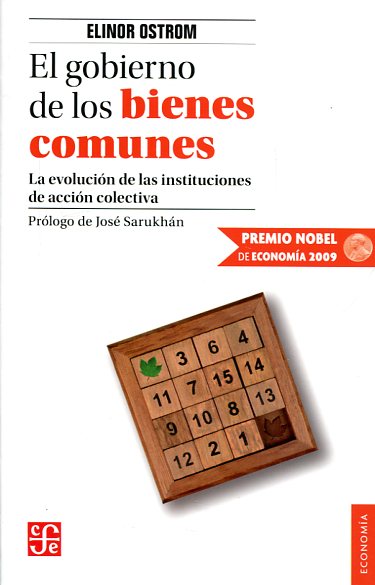 ELINOR OSTROM
El gobierno
de los bienes
comunes
La evolución de las instituciones
de acción colectiva
Prólogo de José Sarukhán
PREMIO NOBEL
DE ECONOMÍA 2009
3 6 4
11 7 15 14
9 10 8 13
12 2 1
cfe
ECONOMÍA